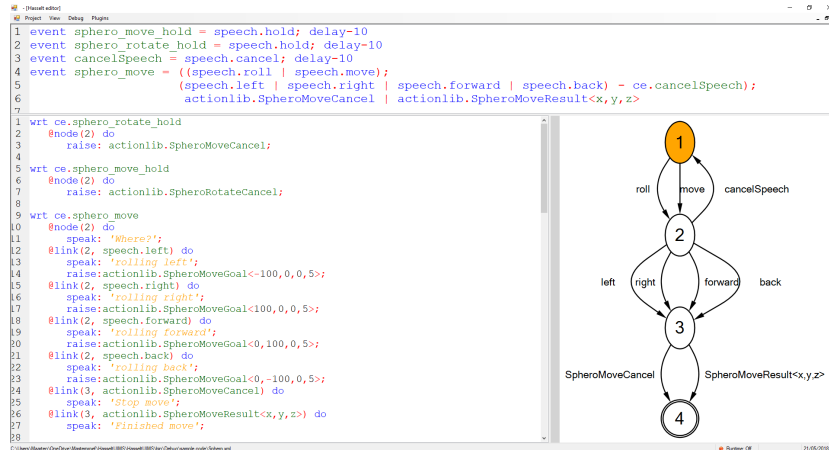 - [Hasselt editor]
Project View Debug Plugins
1 event sphero_move_hold = speech.hold; delay-10
2 event sphero_rotate_hold = speech.hold; delay-10
3 event cancelSpeech = speech.cancel; delay-10
4 event sphero_move = ((speech.roll | speech.move);
5 (speech.left | speech.right | speech.forward | speech.back) - ce.cancelSpeech);
6 actionlib.SpheroMoveCancel | actionlib.SpheroMoveResult<x,y,z>
7
1 wrt ce.sphero_rotate_hold
2 @node(2) do
3 raise: actionlib.SpheroMoveCancel;
4
5 wrt ce.sphero_move_hold
6 @node(2) do
7 raise: actionlib.SpheroRotateCancel;
8
9 wrt ce.sphero_move
10 @node(2) do
11 speak: 'Where?';
12 @link(2, speech.left) do
13 speak: 'rolling left';
14 raise:actionlib.SpheroMoveGoal<-100,0,0,5>;
15 @link(2, speech.right) do
16 speak: 'rolling right';
17 raise:actionlib.SpheroMoveGoal<100,0,0,5>;
18 @link(2, speech.forward) do
19 speak: 'rolling forward';
20 raise:actionlib.SpheroMoveGoal<0,100,0,5>;
21 @link(2, speech.back) do
22 speak: 'rolling back';
23 raise:actionlib.SpheroMoveGoal<0,-100,0,5>;
24 @link(3, actionlib.SpheroMoveCancel) do
25 speak: 'Stop move';
26 @link(3, actionlib.SpheroMoveResult<x,y,z>) do
27 speak: 'Finished move';
28
1
roll move cancelSpeech
2
left right forward back
3
SpheroMoveCancel SpheroMoveResult<x,y,z>
4
Runtime: Off 21/05/2018